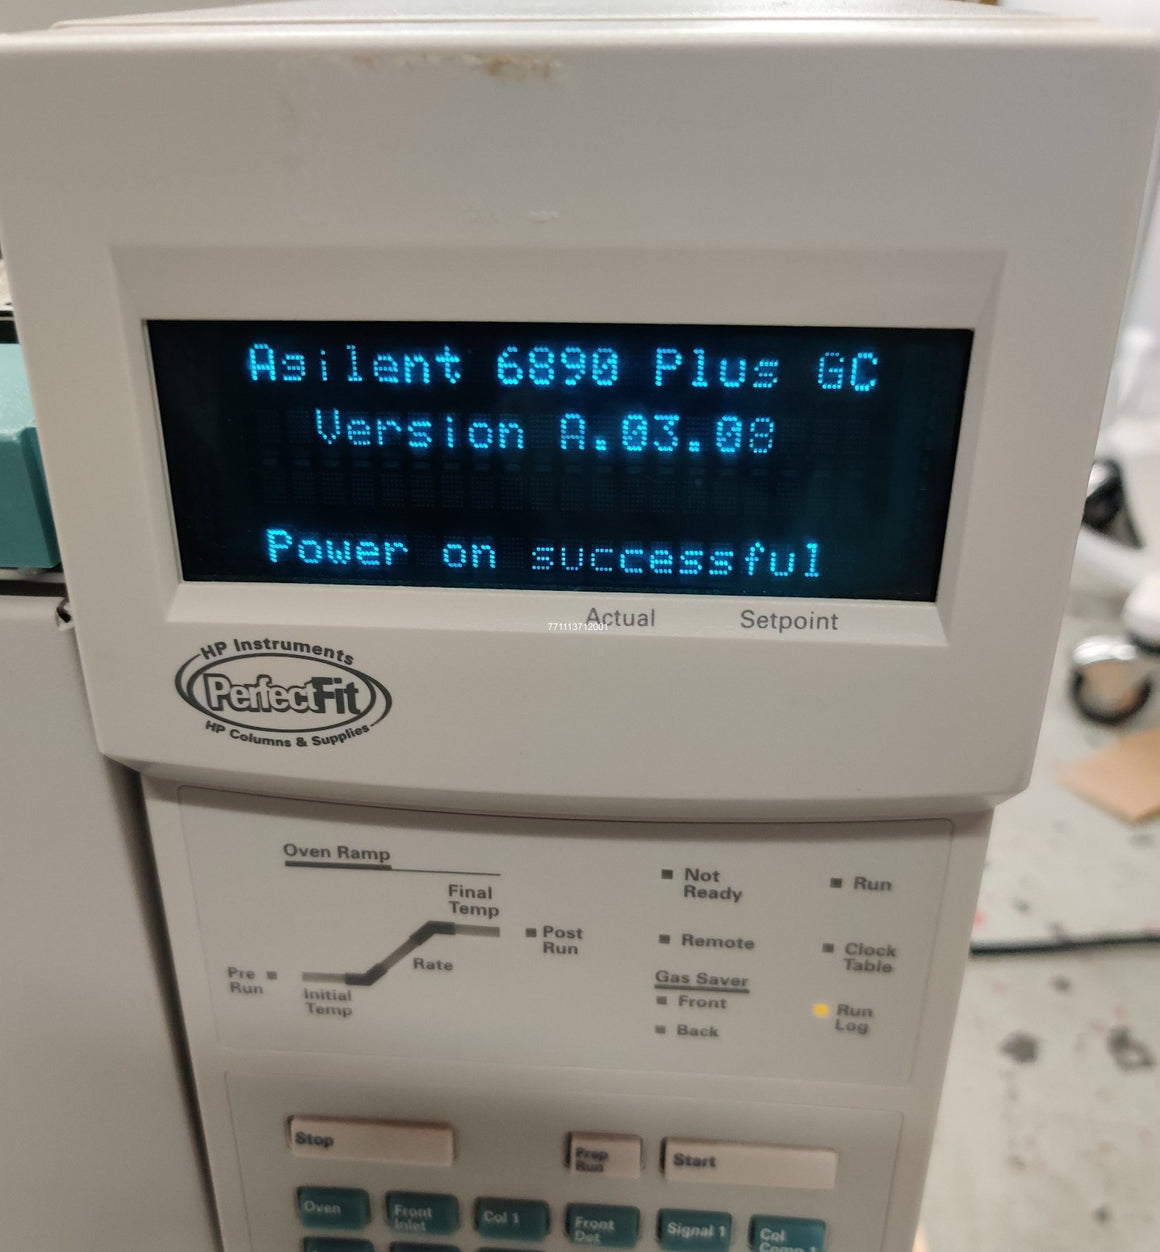 Agilent 6890 Plus GC
Version A.03.08
Power on successful
Actual Setpoint
771113712001
HP Instruments
PerfectFit
HP Columns & Supplies
Oven Ramp
Final
Temp
Post
Run
Rate
Pre
Run
Initial
Temp
Not
Ready
Run
Remote
Clock
Table
Gas Saver
Front
Back
Run
Log
Stop
Prep
Run
Start
Oven
Front
Inlet
Col 1
Front
Det
Signal 1
Col
Comp 1